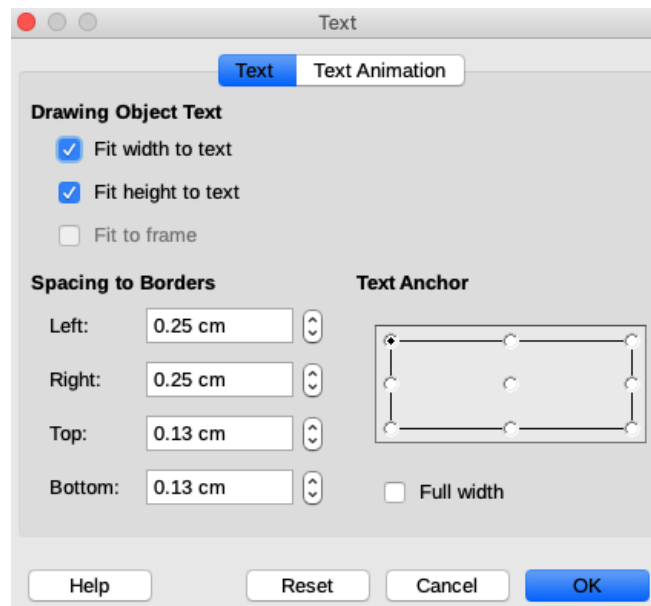 Text
Text Text Animation
Drawing Object Text
Fit width to text
Fit height to text
Fit to frame
Spacing to Borders
Left: 0.25 cm
Right: 0.25 cm
Top: 0.13 cm
Bottom: 0.13 cm
Text Anchor
Full width
Help Reset Cancel OK